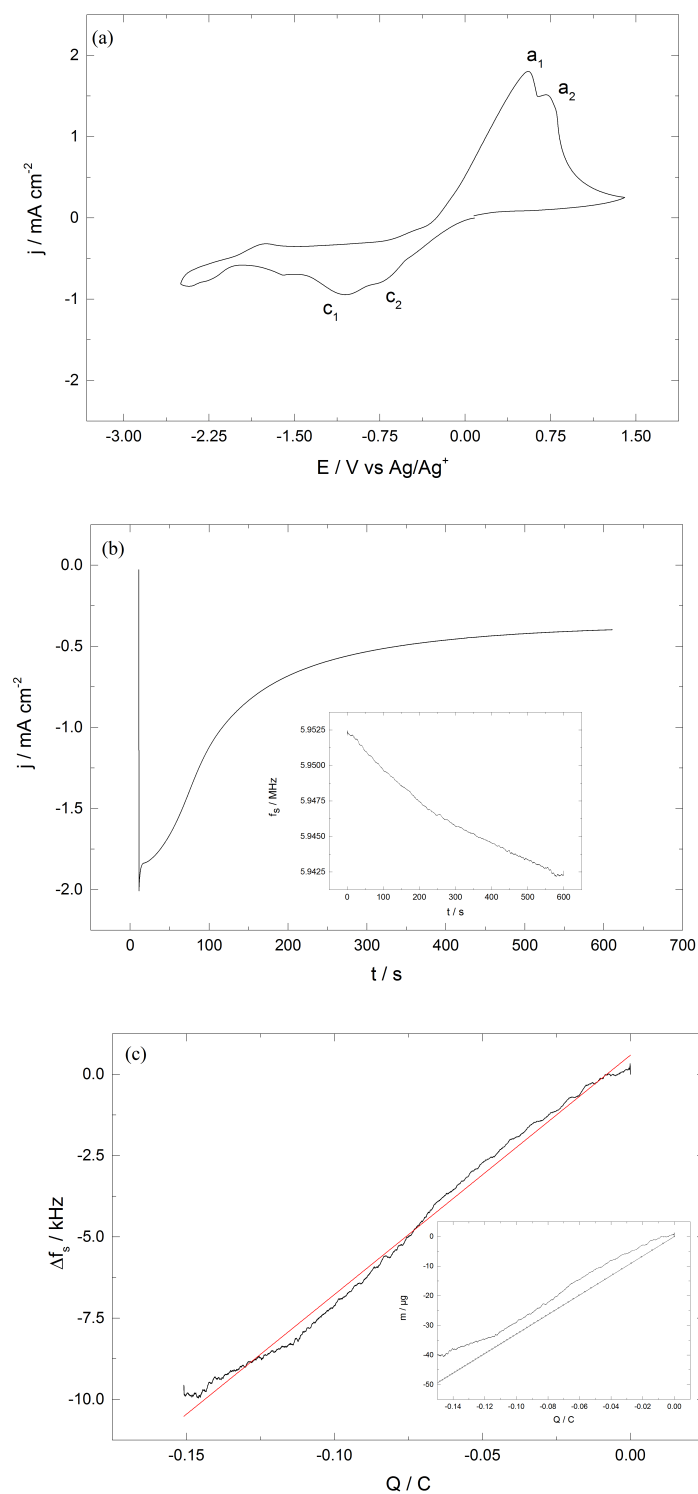 (a)
a1
a2
2
1
0
-1
-2
j / mA cm-2
c1
c2
-3.00 -2.25 -1.50 -0.75 0.00 0.75 1.50
E / V vs Ag/Ag+
(b)
0.0
-0.5
-1.0
-1.5
-2.0
j / mA cm-2
5.9525
5.9500
5.9475
5.9450
5.9425
fs / MHz
0 100 200 300 400 500 600
t / s
0 100 200 300 400 500 600 700
t / s
(c)
0.0
-2.5
-5.0
-7.5
-10.0
Δfs / kHz
0
-10
-20
-30
-40
-50
m / μg
-0.14 -0.12 -0.10 -0.08 -0.06 -0.04 -0.02 0.00
Q / C
-0.15 -0.10 -0.05 0.00
Q / C